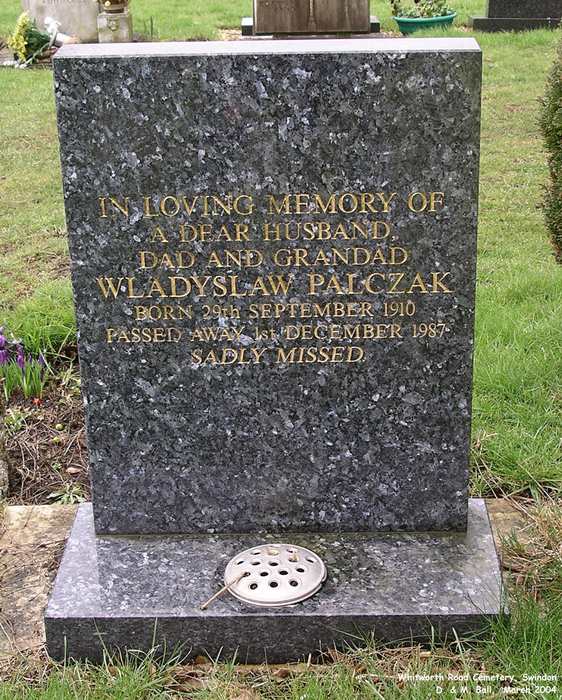 IN LOVING MEMORY OF
A DEAR HUSBAND,
DAD AND GRANDAD
WLADYSLAW PALCZAK
BORN 29th SEPTEMBER 1910
PASSED AWAY 1st DECEMBER 1987
SADLY MISSED.
Whitworth Road Cemetery, Swindon
D. & M. Ball, March 2004